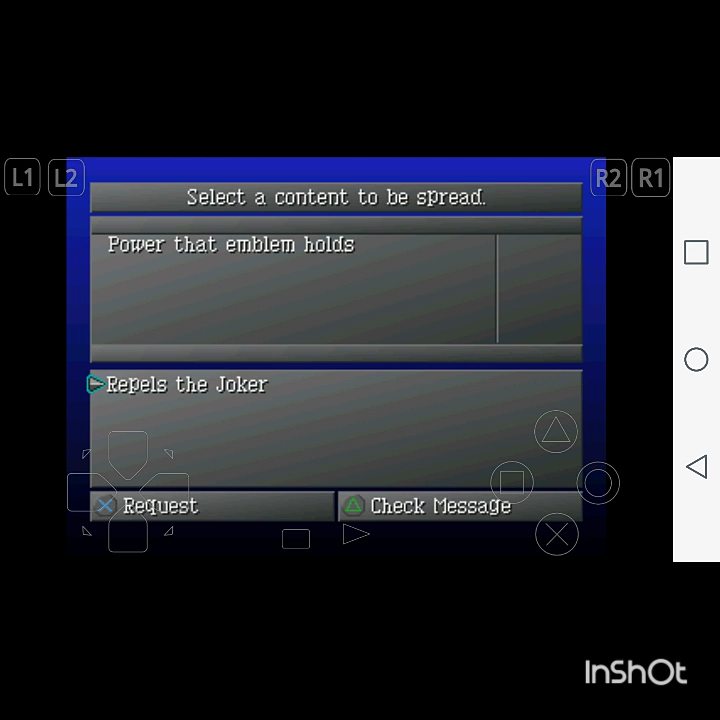 L1 L2 R2 R1
Select a content to be spread.
Power that emblem holds
Repels the Joker
Request Check Message
InShOt